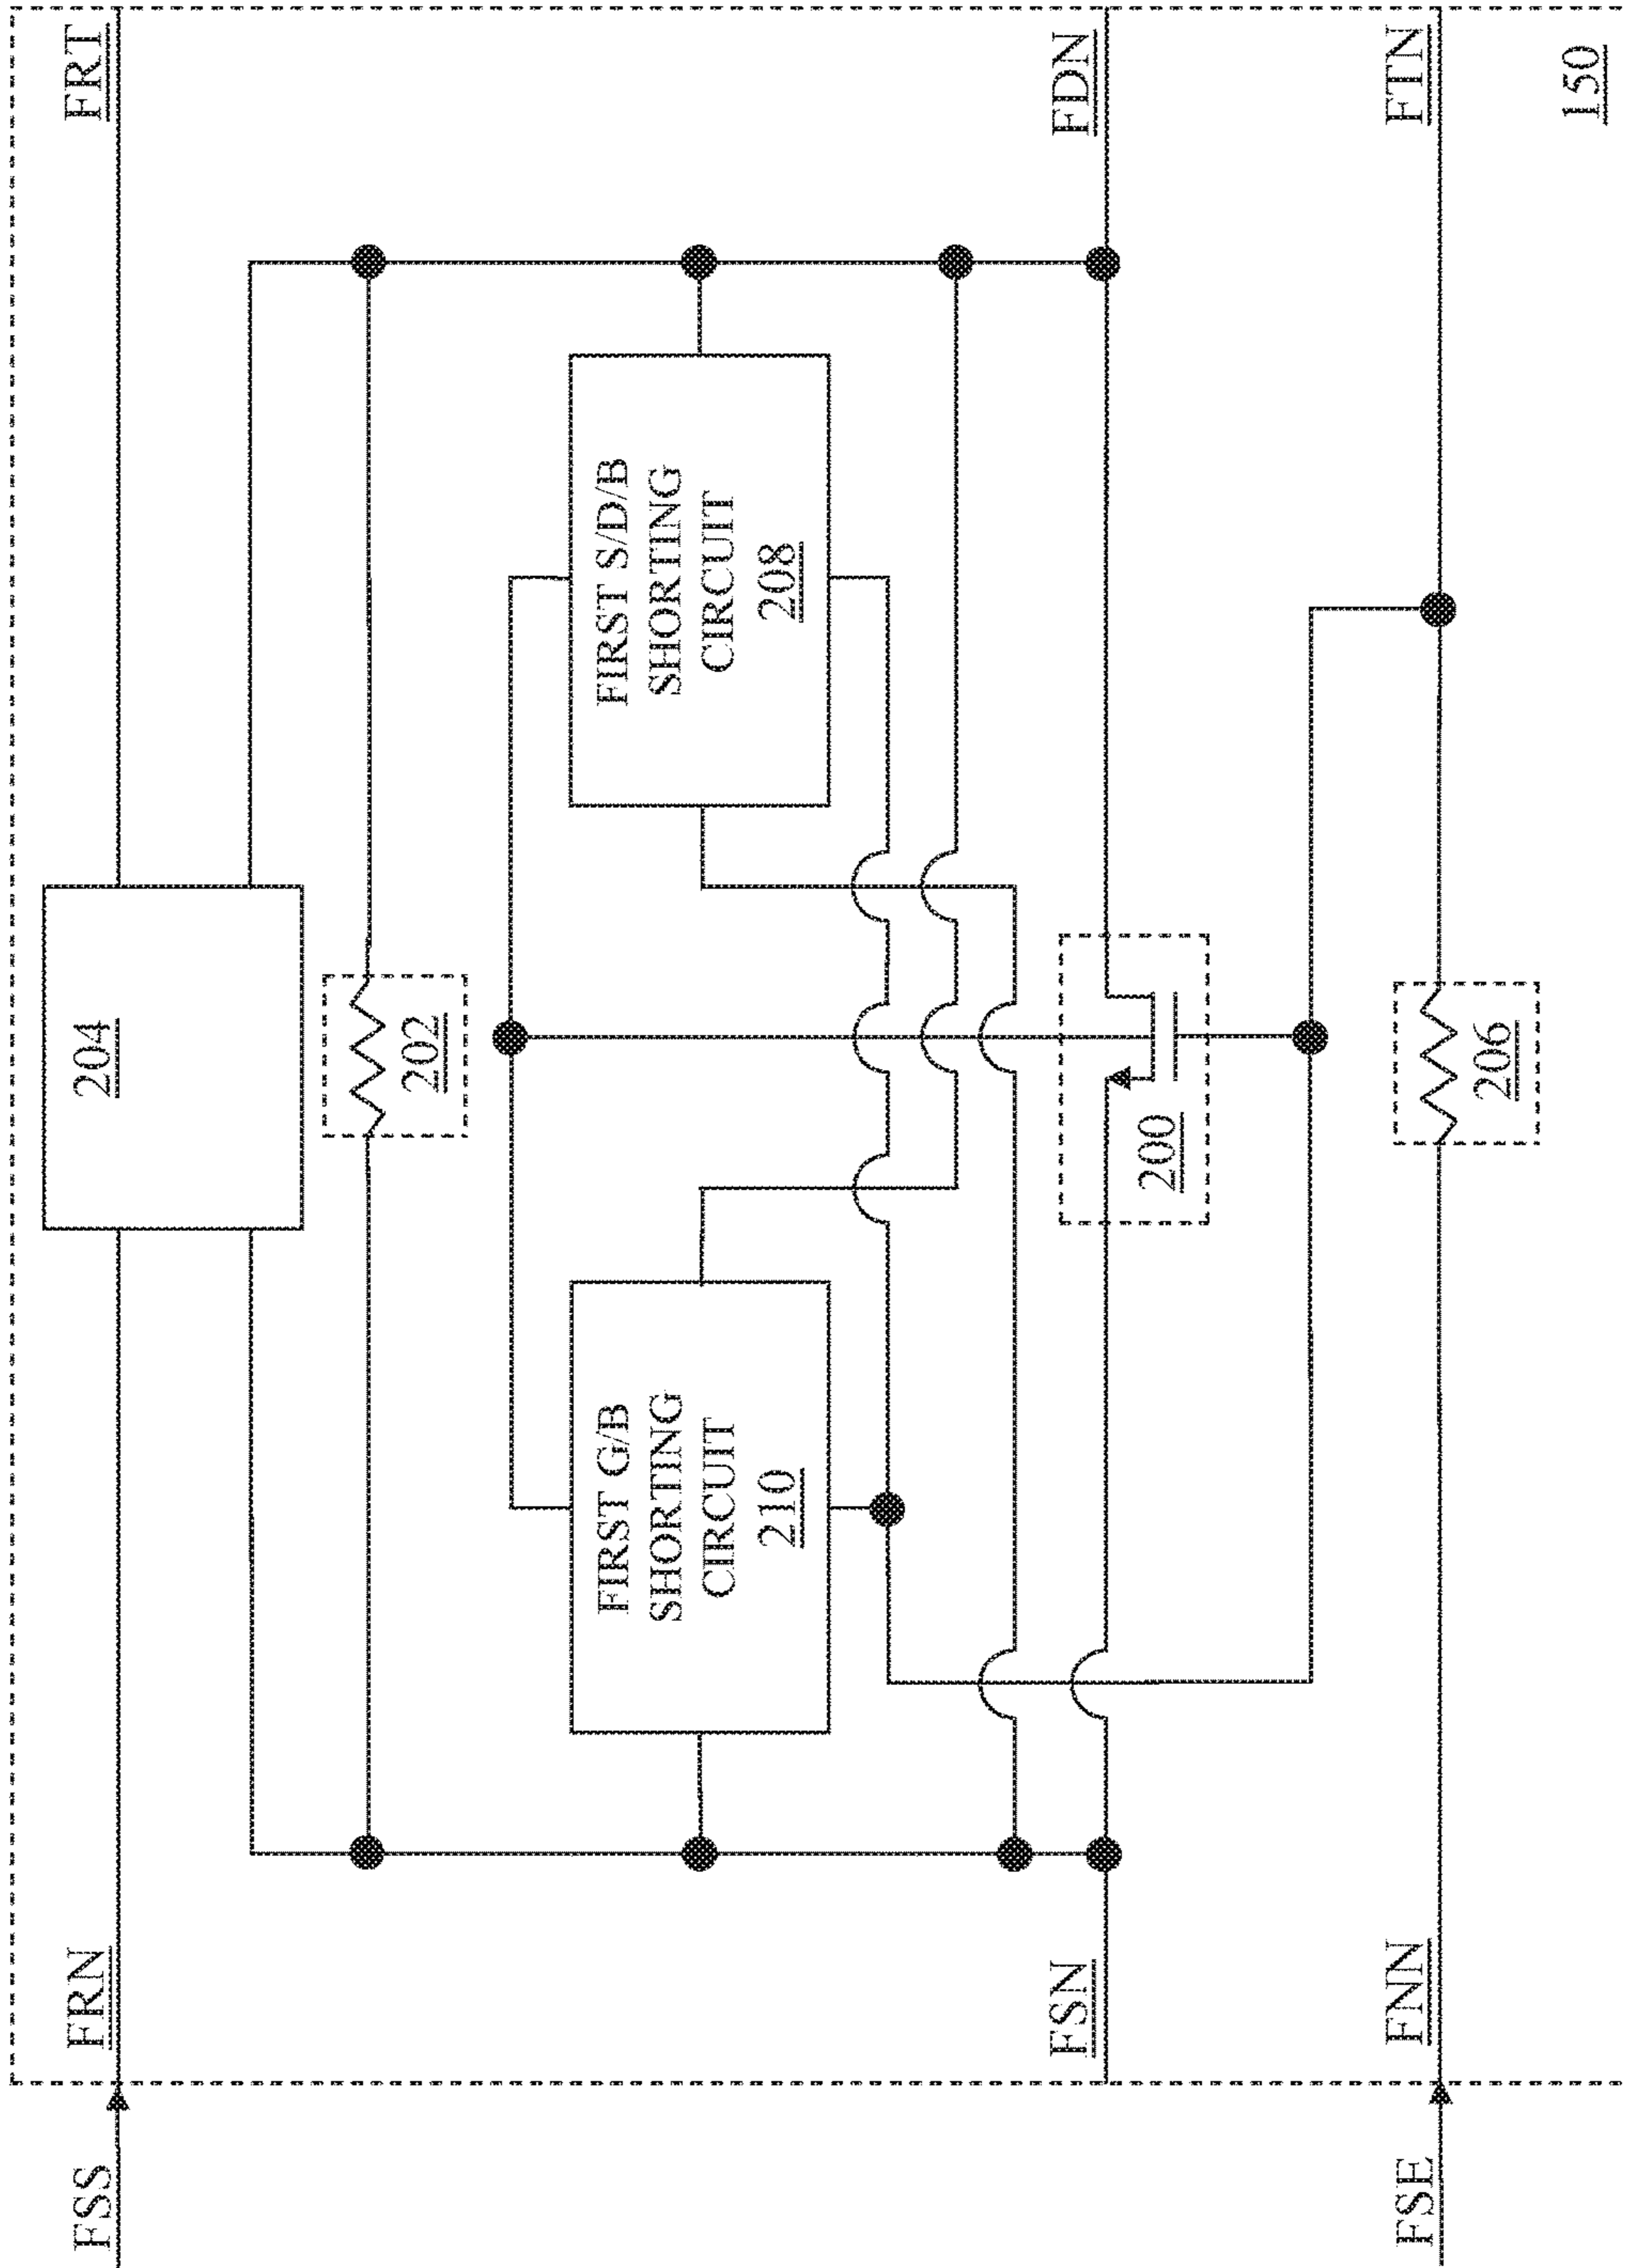 FSS
FRN
204
FRT
202
FIRST G/B
SHORTING
CIRCUIT
210
FIRST S/D/B
SHORTING
CIRCUIT
208
FSN
200
FDN
FSE
FNN
206
FTN
150